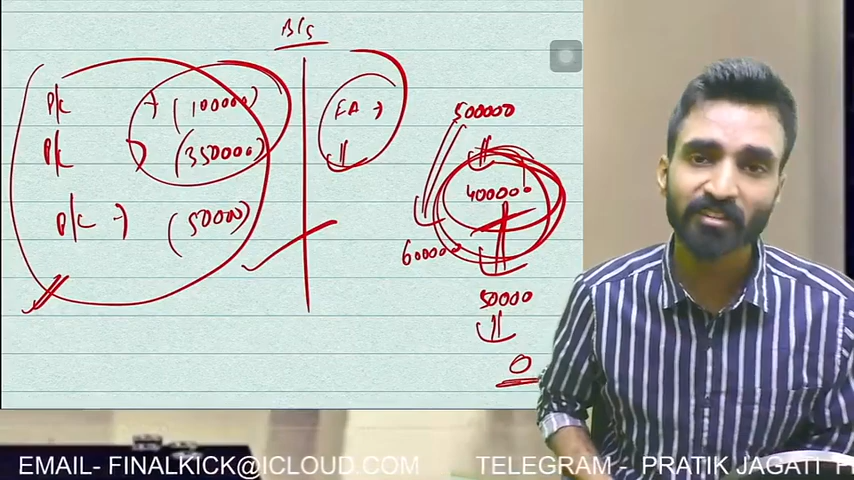 B/S
P/L → (100000)
P/L → (350000)
P/L → (50000)
FA →
500000
400000
600000
50000
0
EMAIL- FINALKICK@ICLOUD.COM TELEGRAM - PRATIK JAGATI